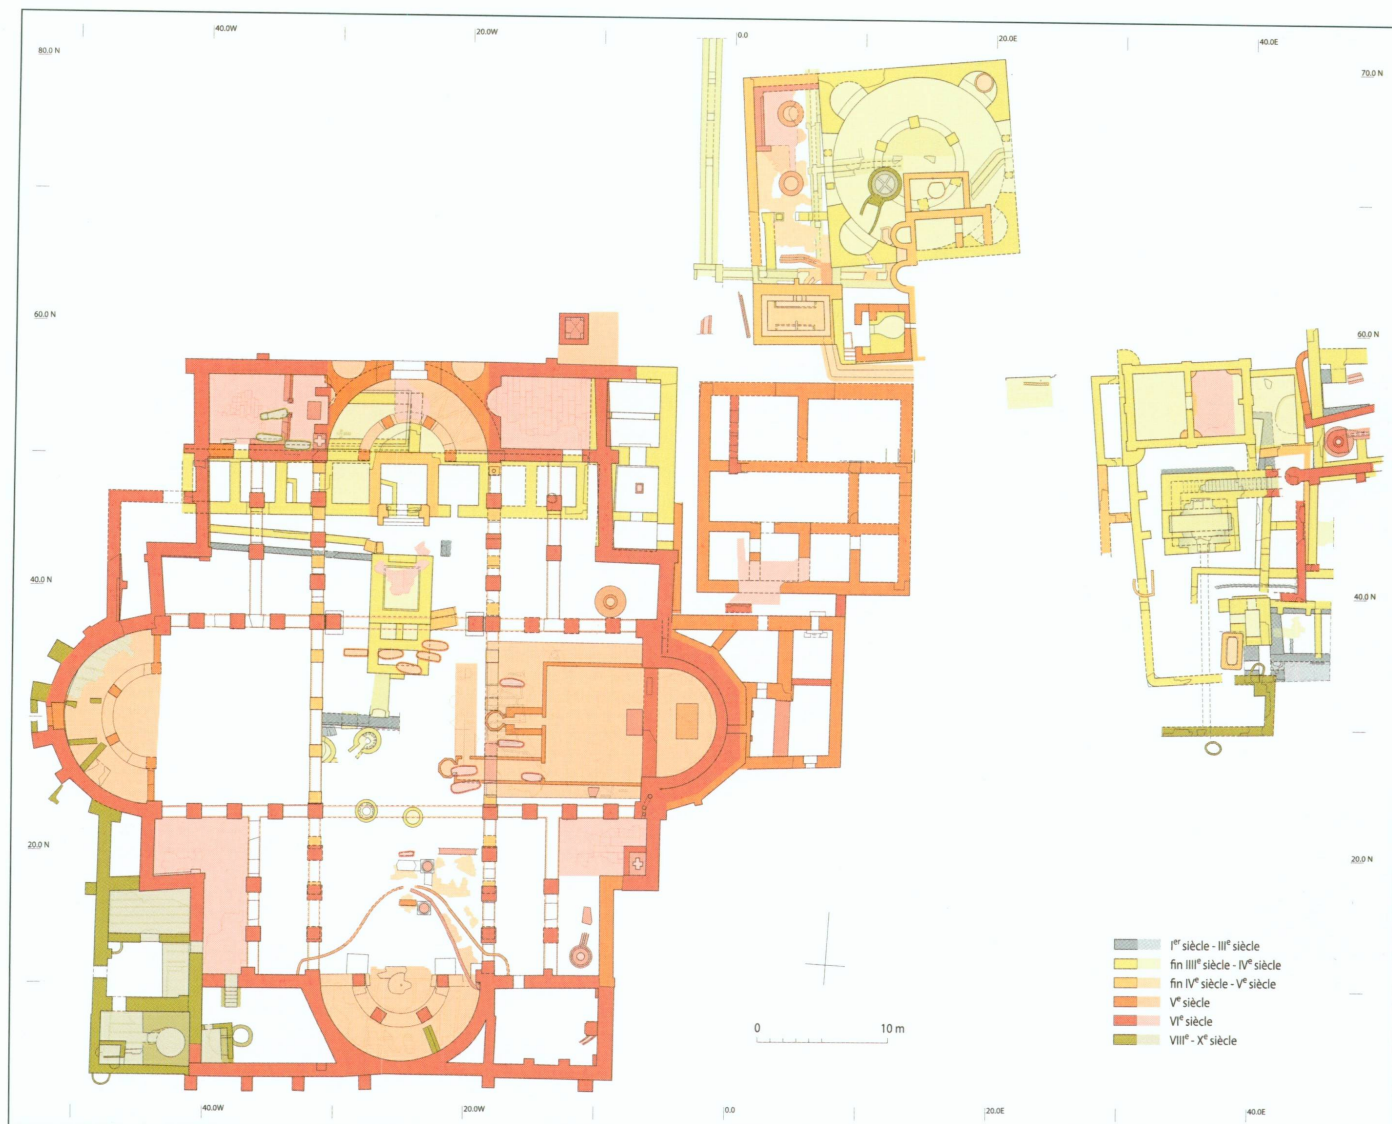 40.0W
20.0W
0.0
20.0E
40.0E
80.0 N
70.0 N
60.0 N
60.0 N
40.0 N
40.0 N
20.0 N
20.0 N
Ier siècle - IIIe siècle
fin IIIIe siècle - IVe siècle
fin IVe siècle - Ve siècle
Ve siècle
VIe siècle
VIIIe - Xe siècle
0 10 m
40.0W
20.0W
0.0
20.0E
40.0E